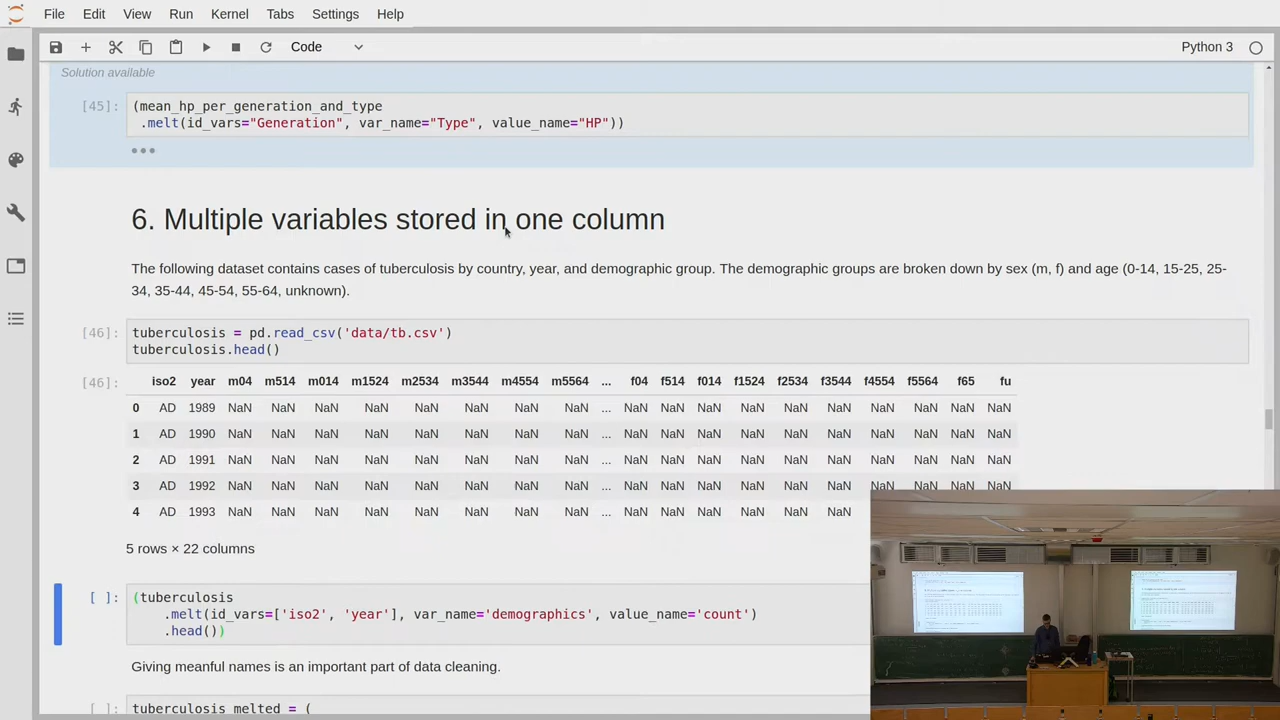 File Edit View Run Kernel Tabs Settings Help
Code Python 3
Solution available
[45]: (mean_hp_per_generation_and_type
.melt(id_vars="Generation", var_name="Type", value_name="HP"))
6. Multiple variables stored in one column
The following dataset contains cases of tuberculosis by country, year, and demographic group. The demographic groups are broken down by sex (m, f) and age (0-14, 15-25, 25-
34, 35-44, 45-54, 55-64, unknown).
[46]: tuberculosis = pd.read_csv('data/tb.csv')
tuberculosis.head()
[46]: iso2 year m04 m514 m014 m1524 m2534 m3544 m4554 m5564 ... f04 f514 f014 f1524 f2534 f3544 f4554 f5564 f65 fu
0 AD 1989 NaN NaN NaN NaN NaN NaN NaN NaN ... NaN NaN NaN NaN NaN NaN NaN NaN NaN NaN
1 AD 1990 NaN NaN NaN NaN NaN NaN NaN NaN ... NaN NaN NaN NaN NaN NaN NaN NaN NaN NaN
2 AD 1991 NaN NaN NaN NaN NaN NaN NaN NaN ... NaN NaN NaN NaN NaN NaN NaN NaN NaN NaN
3 AD 1992 NaN NaN NaN NaN NaN NaN NaN NaN ... NaN NaN NaN NaN NaN NaN NaN NaN NaN NaN
4 AD 1993 NaN NaN NaN NaN NaN NaN NaN NaN ... NaN NaN NaN NaN NaN NaN
5 rows × 22 columns
[ ]: (tuberculosis
.melt(id_vars=['iso2', 'year'], var_name='demographics', value_name='count')
.head())
Giving meanful names is an important part of data cleaning.
[ ]: tuberculosis_melted = (